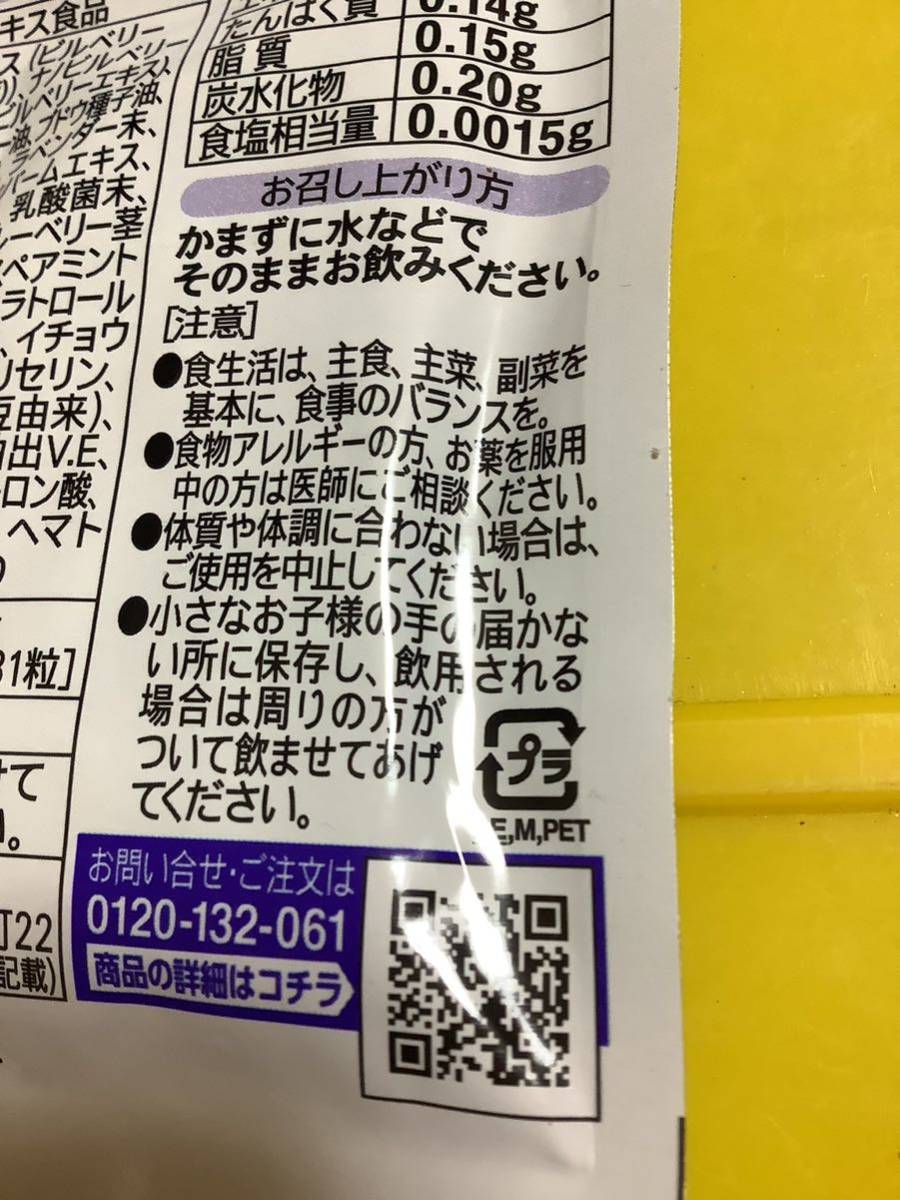 キス食品
ス(ビルベリー
)、ナノビルベリー
ビルベリーエキス、
油、ブドウ種子油、
ラベンダー末、
バームエキス、
乳酸菌末、
ルーベリー茎
スペアミント
ラトロール
、イチョウ
リセリン、
豆由来)、
出V.E、
ロン酸、
ヘマト
31粒]
せて
い。
丁22
記載)
たんぱく質 0.14g
脂質 0.15g
炭水化物 0.20g
食塩相当量 0.0015g
お召し上がり方
かまずに水などで
そのままお飲みください。
[注意]
●食生活は、主食、主菜、副菜を
基本に、食事のバランスを。
●食物アレルギーの方、お薬を服用
中の方は医師にご相談ください。
●体質や体調に合わない場合は、
ご使用を中止してください。
●小さなお子様の手の届かな
い所に保存し、飲用される
場合は周りの方が
ついて飲ませてあげ
てください。
プラ
E,M,PET
お問い合せ・ご注文は
0120-132-061
商品の詳細はコチラ